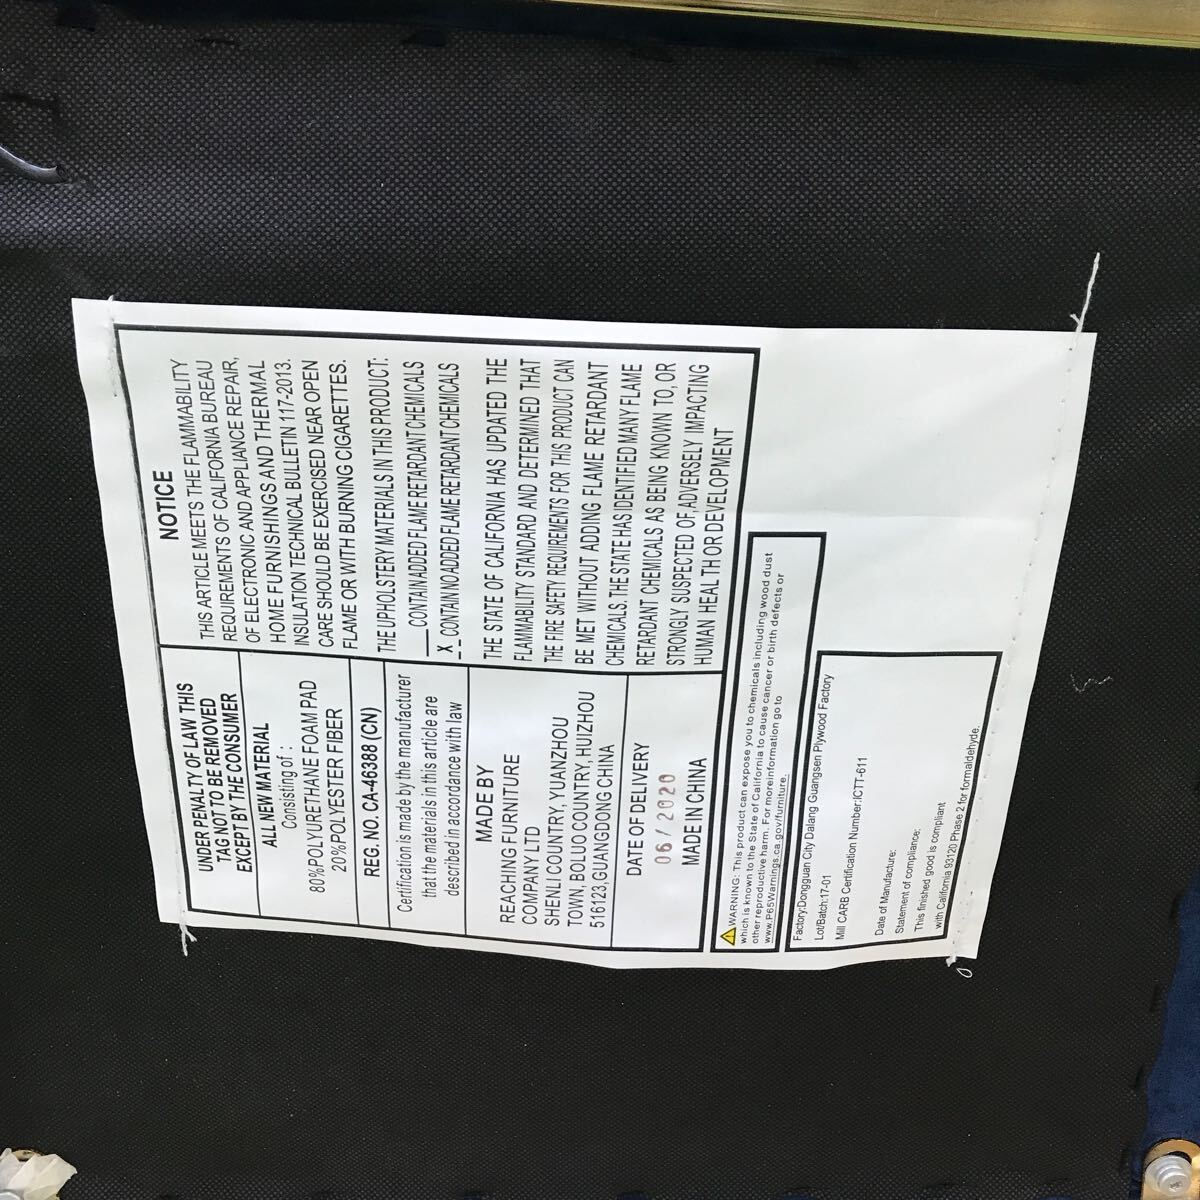 UNDER PENALTY OF LAW THIS
TAG NOT TO BE REMOVED
EXCEPT BY THE CONSUMER
ALL NEW MATERIAL
Consisting of :
80%POLYURETHANE FOAM PAD
20%POLYESTER FIBER
REG. NO. CA-46388 (CN)
Certification is made by the manufacturer
that the materials in this article are
described in accordance with law
MADE BY
REACHING FURNITURE
COMPANY LTD
SHENLI COUNTRY, YUANZHOU
TOWN, BOLUO COUNTRY, HUIZHOU
516123,GUANGDONG CHINA
DATE OF DELIVERY
06/2020
MADE IN CHINA
NOTICE
THIS ARTICLE MEETS THE FLAMMABILITY
REQUIREMENTS OF CALIFORNIA BUREAU
OF ELECTRONIC AND APPLIANCE REPAIR,
HOME FURNISHINGS AND THERMAL
INSULATION TECHNICAL BULLETIN 117-2013.
CARE SHOULD BE EXERCISED NEAR OPEN
FLAME OR WITH BURNING CIGARETTES.
THE UPHOLSTERY MATERIALS IN THIS PRODUCT:
___CONTAIN ADDED FLAME RETARDANT CHEMICALS
_X_CONTAIN NO ADDED FLAME RETARDANT CHEMICALS
THE STATE OF CALIFORNIA HAS UPDATED THE
FLAMMABILITY STANDARD AND DETERMINED THAT
THE FIRE SAFETY REQUIREMENTS FOR THIS PRODUCT CAN
BE MET WITHOUT ADDING FLAME RETARDANT
CHEMICALS. THE STATE HAS IDENTIFIED MANY FLAME
RETARDANT CHEMICALS AS BEING KNOWN TO, OR
STRONGLY SUSPECTED OF, ADVERSELY IMPACTING
HUMAN HEALTH OR DEVELOPMENT
WARNING: This product can expose you to chemicals including wood dust
which is known to the State of California to cause cancer or birth defects or
other reproductive harm. For moreinformation go to
www.P65Warnings.ca.gov/furniture.
Factory:Dongguan City Dalang Guangsen Plywood Factory
Lot/Batch:17-01
Mill CARB Certification Number:ICTT-611
Date of Manufacture:
Statement of compliance:
This finished good is compliant
with California 93120 Phase 2 for formaldehyde.